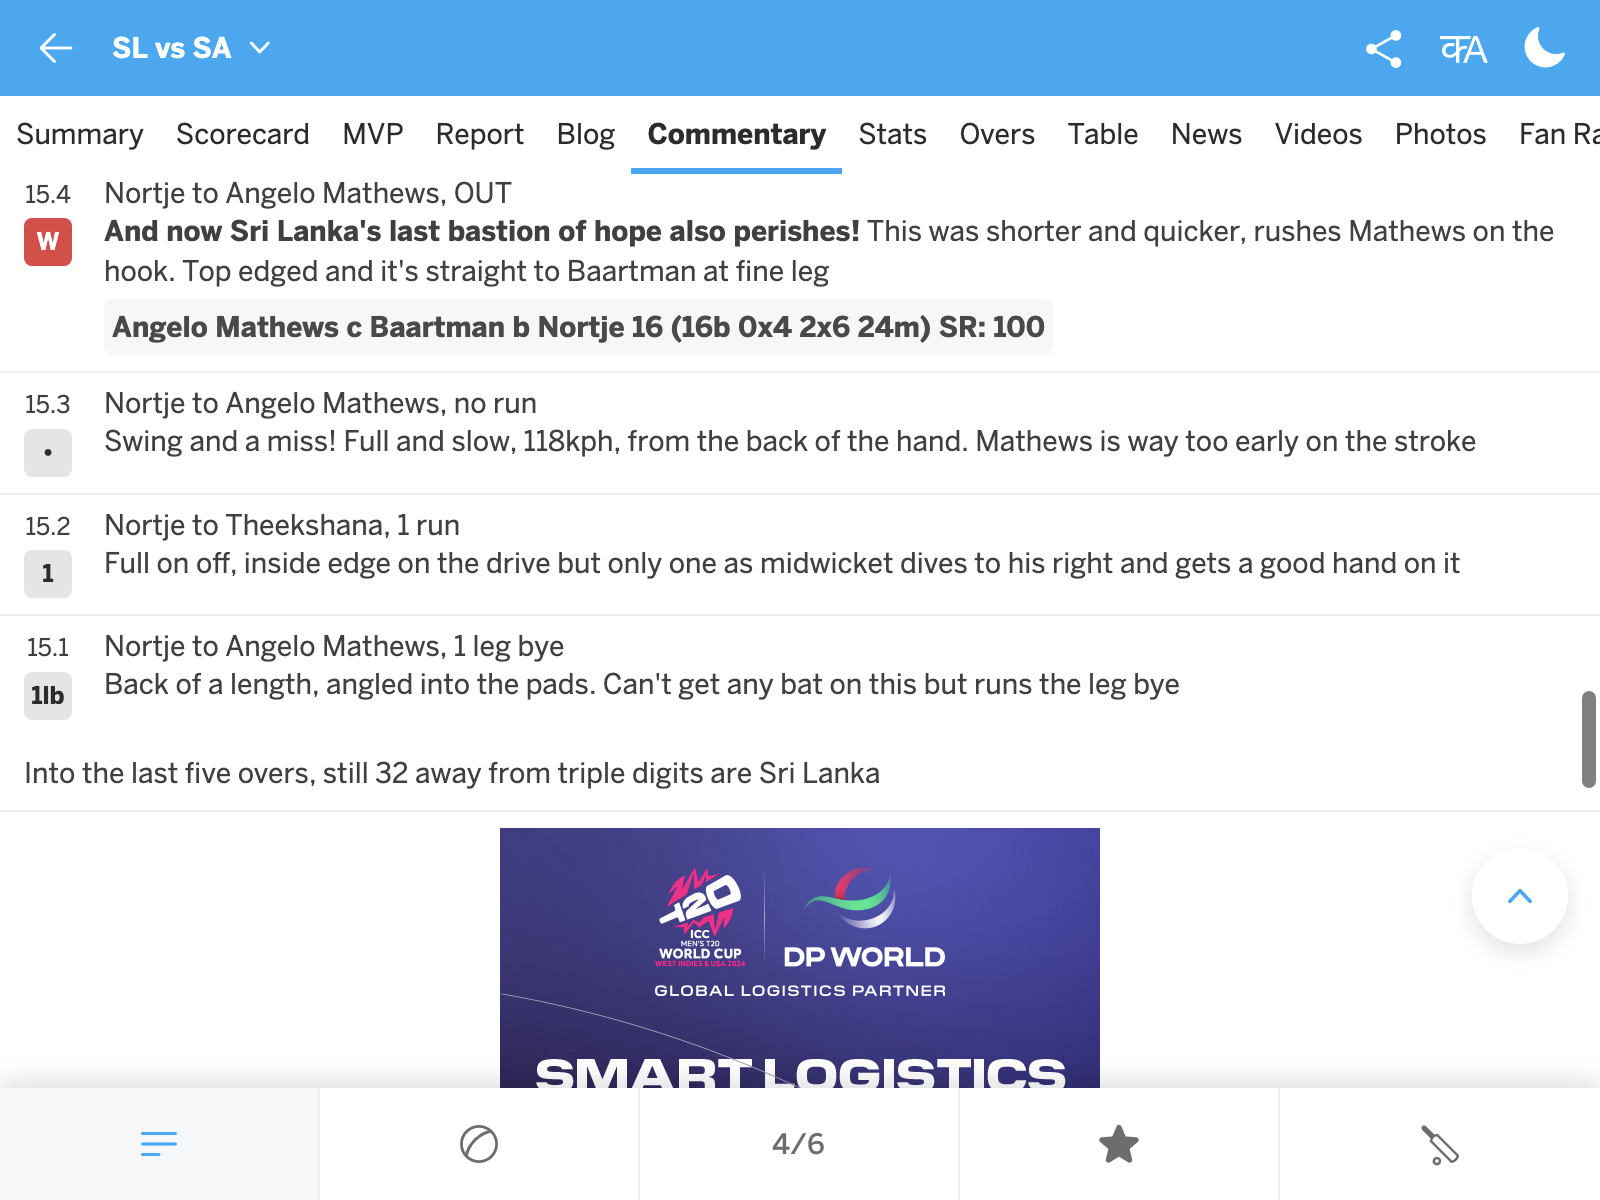 SL vs SA
कA
Summary Scorecard MVP Report Blog Commentary Stats Overs Table News Videos Photos Fan Ra
15.4 Nortje to Angelo Mathews, OUT
W And now Sri Lanka's last bastion of hope also perishes! This was shorter and quicker, rushes Mathews on the
hook. Top edged and it's straight to Baartman at fine leg
Angelo Mathews c Baartman b Nortje 16 (16b 0x4 2x6 24m) SR: 100
15.3 Nortje to Angelo Mathews, no run
• Swing and a miss! Full and slow, 118kph, from the back of the hand. Mathews is way too early on the stroke
15.2 Nortje to Theekshana, 1 run
1 Full on off, inside edge on the drive but only one as midwicket dives to his right and gets a good hand on it
15.1 Nortje to Angelo Mathews, 1 leg bye
1lb Back of a length, angled into the pads. Can't get any bat on this but runs the leg bye
Into the last five overs, still 32 away from triple digits are Sri Lanka
T20
ICC
MEN'S T20
WORLD CUP
WEST INDIES & USA 2024
DP WORLD
GLOBAL LOGISTICS PARTNER
SMART LOGISTICS
4/6